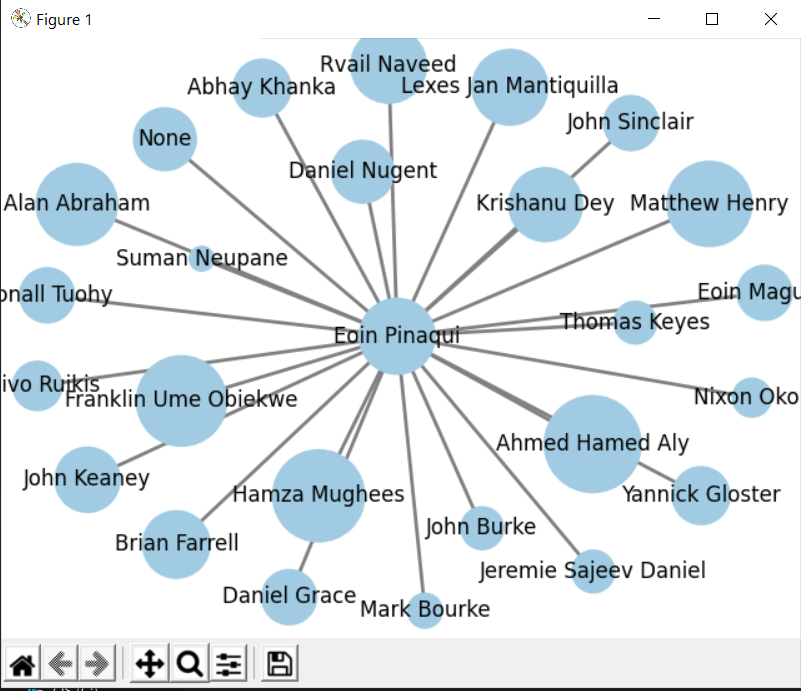 Figure 1
Rvail Naveed
Abhay Khanka
Lexes Jan Mantiquilla
John Sinclair
None
Daniel Nugent
Alan Abraham
Krishanu Dey
Matthew Henry
Suman Neupane
onall Tuohy
Eoin Magu
Thomas Keyes
Eoin Pinaqui
ivo Ruikis
Franklin Ume Obiekwe
Nixon Oko
Ahmed Hamed Aly
John Keaney
Hamza Mughees
Yannick Gloster
John Burke
Brian Farrell
Jeremie Sajeev Daniel
Daniel Grace
Mark Bourke